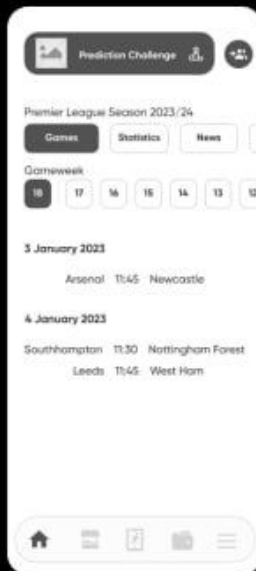 Prediction Challenge
Premier League Season 2023/24
Games Statistics News
Gameweek
18 17 16 15 14 13 12
3 January 2023
Arsenal 11:45 Newcastle
4 January 2023
Southhampton 11:30 Nottingham Forest
Leeds 11:45 West Ham